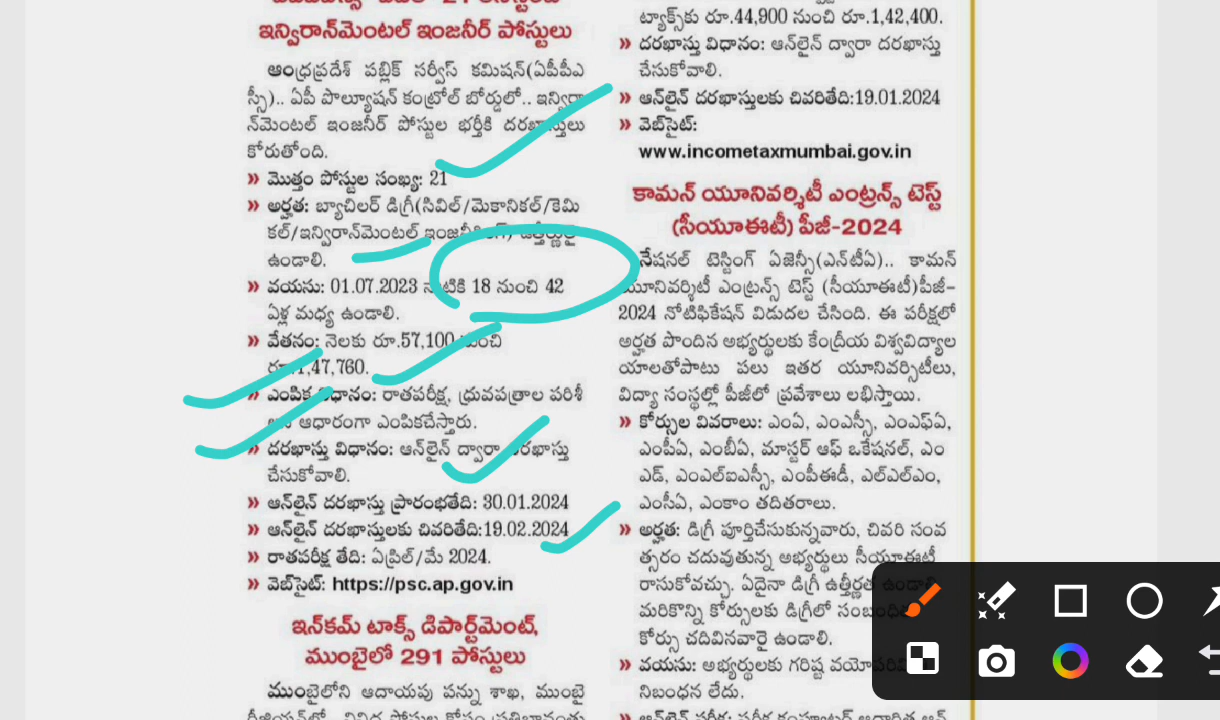 ఇన్విరాన్‌మెంటల్ ఇంజనీర్ పోస్టులు
ఆంధ్రప్రదేశ్ పబ్లిక్ సర్వీస్ కమిషన్(ఏపీపీఎ
స్సీ).. ఏపీ పొల్యూషన్ కంట్రోల్ బోర్డులో.. ఇన్విరా
న్‌మెంటల్ ఇంజనీర్ పోస్టుల భర్తీకి దరఖాస్తులు
కోరుతోంది.
» మొత్తం పోస్టుల సంఖ్య: 21
» అర్హత: బ్యాచిలర్ డిగ్రీ(సివిల్/మెకానికల్/కెమి
కల్/ఇన్విరాన్‌మెంటల్ ఇంజనీరింగ్) ఉత్తీర్ణులై
ఉండాలి.
» వయసు: 01.07.2023 నాటికి 18 నుంచి 42
ఏళ్ల మధ్య ఉండాలి.
» వేతనం: నెలకు రూ.57,100 నుంచి
రూ.1,47,760.
» ఎంపిక విధానం: రాతపరీక్ష, ధ్రువపత్రాల పరిశీ
లన ఆధారంగా ఎంపికచేస్తారు.
» దరఖాస్తు విధానం: ఆన్‌లైన్ ద్వారా దరఖాస్తు
చేసుకోవాలి.
» ఆన్‌లైన్ దరఖాస్తు ప్రారంభతేది: 30.01.2024
» ఆన్‌లైన్ దరఖాస్తులకు చివరితేది:19.02.2024
» రాతపరీక్ష తేది: ఏప్రిల్/మే 2024.
» వెబ్‌సైట్: https://psc.ap.gov.in
ఇన్‌కమ్ టాక్స్ డిపార్ట్‌మెంట్,
ముంబైలో 291 పోస్టులు
ముంబైలోని ఆదాయపు పన్ను శాఖ, ముంబై
ట్యాక్స్‌కు రూ.44,900 నుంచి రూ.1,42,400.
» దరఖాస్తు విధానం: ఆన్‌లైన్ ద్వారా దరఖాస్తు
చేసుకోవాలి.
» ఆన్‌లైన్ దరఖాస్తులకు చివరితేది:19.01.2024
» వెబ్‌సైట్:
www.incometaxmumbai.gov.in
కామన్ యూనివర్శిటీ ఎంట్రన్స్ టెస్ట్
(సీయూఈటీ) పీజీ-2024
నేషనల్ టెస్టింగ్ ఏజెన్సీ(ఎన్‌టీఏ).. కామన్
యూనివర్శిటీ ఎంట్రన్స్ టెస్ట్ (సీయూఈటీ)పీజీ-
2024 నోటిఫికేషన్ విడుదల చేసింది. ఈ పరీక్షలో
అర్హత పొందిన అభ్యర్థులకు కేంద్రీయ విశ్వవిద్యాల
యాలతోపాటు పలు ఇతర యూనివర్సిటీలు,
విద్యా సంస్థల్లో పీజీలో ప్రవేశాలు లభిస్తాయి.
» కోర్సుల వివరాలు: ఎంఏ, ఎంఎస్సీ, ఎంఎఫ్ఏ,
ఎంపీఏ, ఎంబీఏ, మాస్టర్ ఆఫ్ ఒకేషనల్, ఎం
ఎడ్, ఎంఎల్ఐఎస్సీ, ఎంపీఈడీ, ఎల్ఎల్ఎం,
ఎంసీఏ, ఎంకాం తదితరాలు.
» అర్హత: డిగ్రీ పూర్తిచేసుకున్నవారు, చివరి సంవ
త్సరం చదువుతున్న అభ్యర్థులు సీయూఈటీ
రాసుకోవచ్చు. ఏదైనా డిగ్రీ ఉత్తీర్ణత ఉండాలి
మరికొన్ని కోర్సులకు డిగ్రీలో సంబంధిత
కోర్సు చదివినవారై ఉండాలి.
» వయసు: అభ్యర్థులకు గరిష్ట వయోపరిమితి
నిబంధన లేదు.